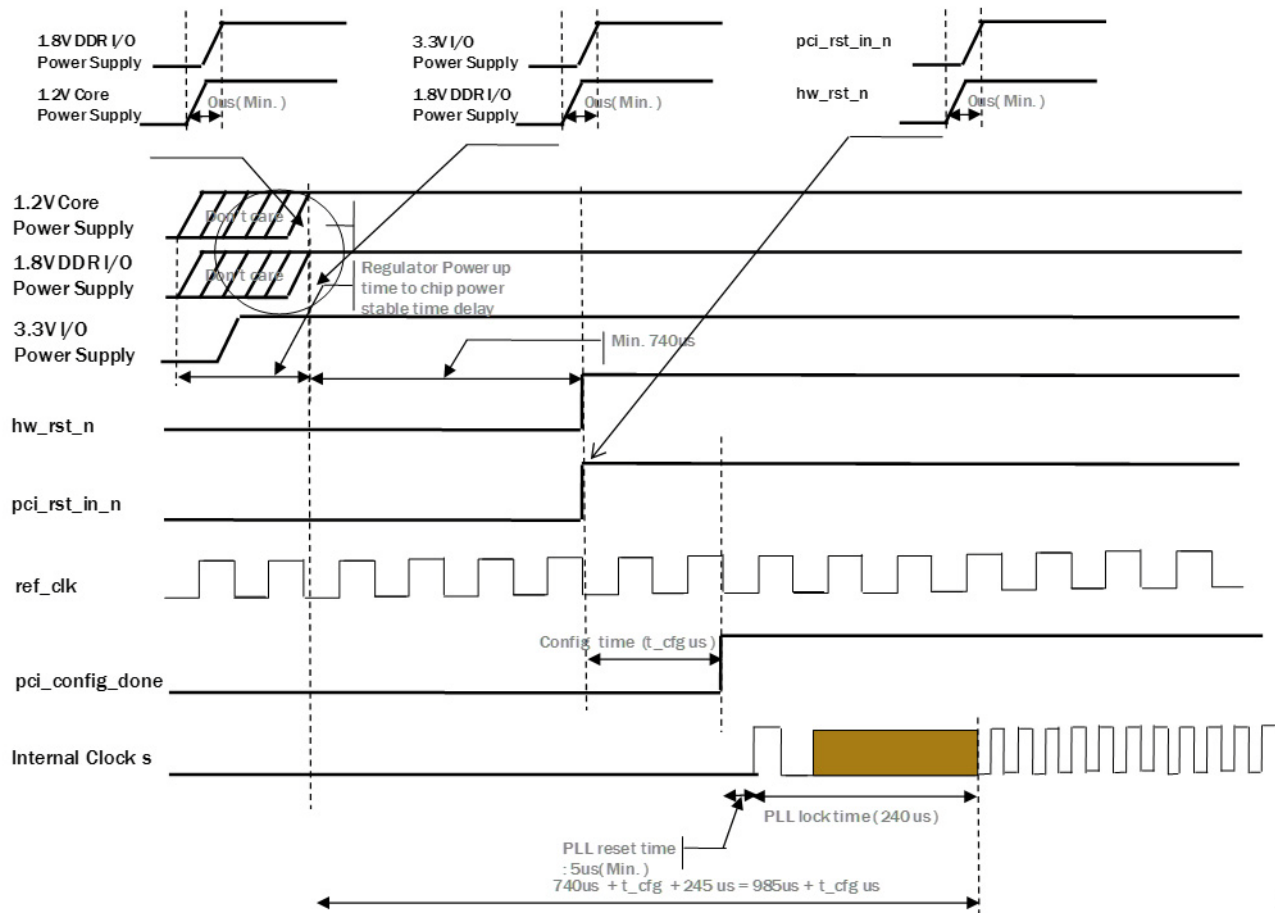 1.8V DDR I/O
Power Supply
1.2V Core
Power Supply
0us(Min.)
3.3V I/O
Power Supply
1.8V DDR I/O
Power Supply
0us(Min.)
pci_rst_in_n
hw_rst_n
0us(Min.)
1.2V Core
Power Supply
Don't care
1.8V DDR I/O
Power Supply
Don't care
Regulator Power up
time to chip power
stable time delay
3.3V I/O
Power Supply
Min. 740us
hw_rst_n
pci_rst_in_n
ref_clk
Config time (t_cfg us)
pci_config_done
Internal Clock s
PLL lock time (240 us)
PLL reset time
: 5us(Min.)
740us + t_cfg + 245 us = 985us + t_cfg us